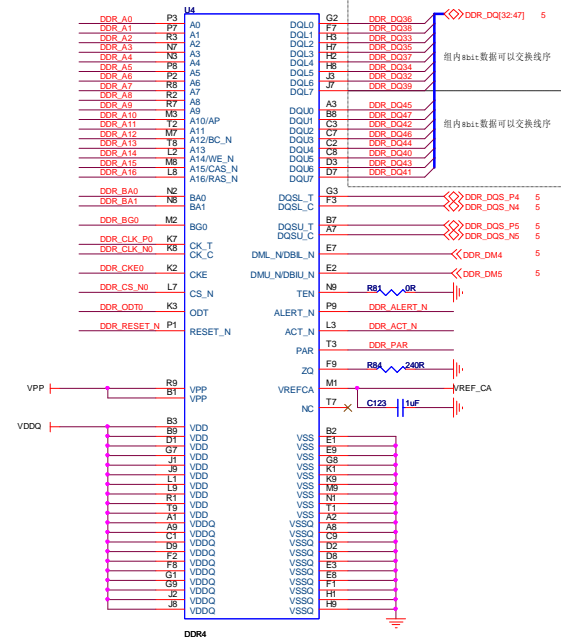 U4
DDR_A0 P3 A0
DDR_A1 P7 A1
DDR_A2 R3 A2
DDR_A3 N7 A3
DDR_A4 N3 A4
DDR_A5 P8 A5
DDR_A6 P2 A6
DDR_A7 R8 A7
DDR_A8 R2 A8
DDR_A9 R7 A9
DDR_A10 M3 A10/AP
DDR_A11 T2 A11
DDR_A12 M7 A12/BC_N
DDR_A13 T8 A13
DDR_A14 L2 A14/WE_N
DDR_A15 M8 A15/CAS_N
DDR_A16 L8 A16/RAS_N
DDR_BA0 N2 BA0
DDR_BA1 N8 BA1
DDR_BG0 M2 BG0
DDR_CLK_P0 K7 CK_T
DDR_CLK_N0 K8 CK_C
DDR_CKE0 K2 CKE
DDR_CS_N0 L7 CS_N
DDR_ODT0 K3 ODT
DDR_RESET_N P1 RESET_N
VPP R9 VPP
B1 VPP
VDDQ B3 VDD
B9 VDD
D1 VDD
G7 VDD
J1 VDD
J9 VDD
L1 VDD
L9 VDD
R1 VDD
T9 VDD
A1 VDDQ
A9 VDDQ
C1 VDDQ
D9 VDDQ
F2 VDDQ
F8 VDDQ
G1 VDDQ
G9 VDDQ
J2 VDDQ
J8 VDDQ
DQL0 G2 DDR_DQ36
DQL1 F7 DDR_DQ38
DQL2 H3 DDR_DQ33
DQL3 H7 DDR_DQ35
DQL4 H2 DDR_DQ37
DQL5 H8 DDR_DQ34
DQL6 J3 DDR_DQ32
DQL7 J7 DDR_DQ39
DDR_DQ[32:47] 5
组内8bit数据可以交换线序
DQU0 A3 DDR_DQ45
DQU1 B8 DDR_DQ47
DQU2 C3 DDR_DQ42
DQU3 C7 DDR_DQ46
DQU4 C2 DDR_DQ44
DQU5 C8 DDR_DQ40
DQU6 D3 DDR_DQ43
DQU7 D7 DDR_DQ41
组内8bit数据可以交换线序
DQSL_T G3 DDR_DQS_P4 5
DQSL_C F3 DDR_DQS_N4 5
DQSU_T B7 DDR_DQS_P5 5
DQSU_C A7 DDR_DQS_N5 5
DML_N/DBIL_N E7 DDR_DM4 5
DMU_N/DBIU_N E2 DDR_DM5 5
TEN N9 R81 0R
ALERT_N P9 DDR_ALERT_N
ACT_N L3 DDR_ACT_N
PAR T3 DDR_PAR
ZQ F9 R84 240R
VREFCA M1 VREF_CA
NC T7 C123 1uF
VSS B2
VSS E1
VSS E9
VSS G8
VSS K1
VSS K9
VSS M9
VSS N1
VSS T1
VSSQ A2
VSSQ A8
VSSQ C9
VSSQ D2
VSSQ D8
VSSQ E3
VSSQ E8
VSSQ F1
VSSQ H1
VSSQ H9
DDR4